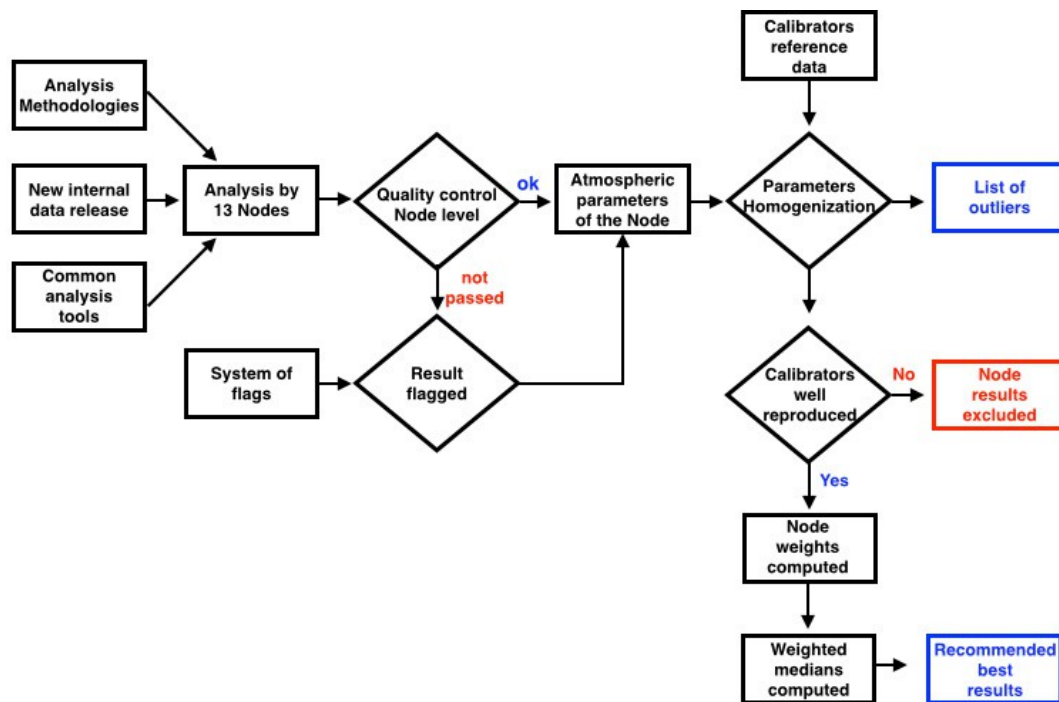 Calibrators
reference
data
Analysis
Methodologies
New internal
data release
Common
analysis
tools
Analysis by
13 Nodes
Quality control
Node level
ok
not
passed
System of
flags
Result
flagged
Atmospheric
parameters
of the Node
Parameters
Homogenization
List of
outliers
Calibrators
well
reproduced
No
Node
results
excluded
Yes
Node
weights
computed
Weighted
medians
computed
Recommended
best
results